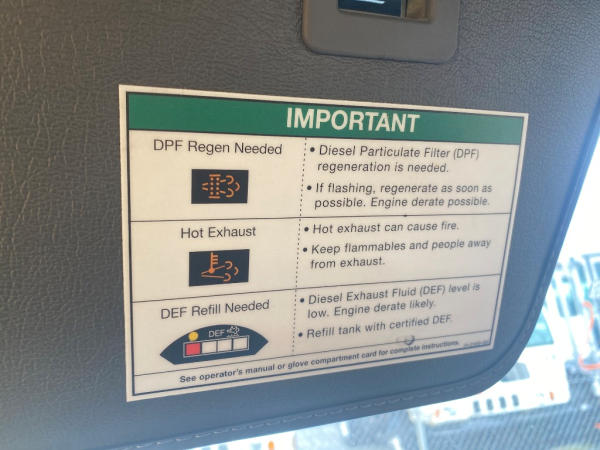 IMPORTANT
DPF Regen Needed
• Diesel Particulate Filter (DPF)
regeneration is needed.
• If flashing, regenerate as soon as
possible. Engine derate possible.
Hot Exhaust
• Hot exhaust can cause fire.
• Keep flammables and people away
from exhaust.
DEF Refill Needed
DEF
• Diesel Exhaust Fluid (DEF) level is
low. Engine derate likely.
• Refill tank with certified DEF.
See operator's manual or glove compartment card for complete instructions.